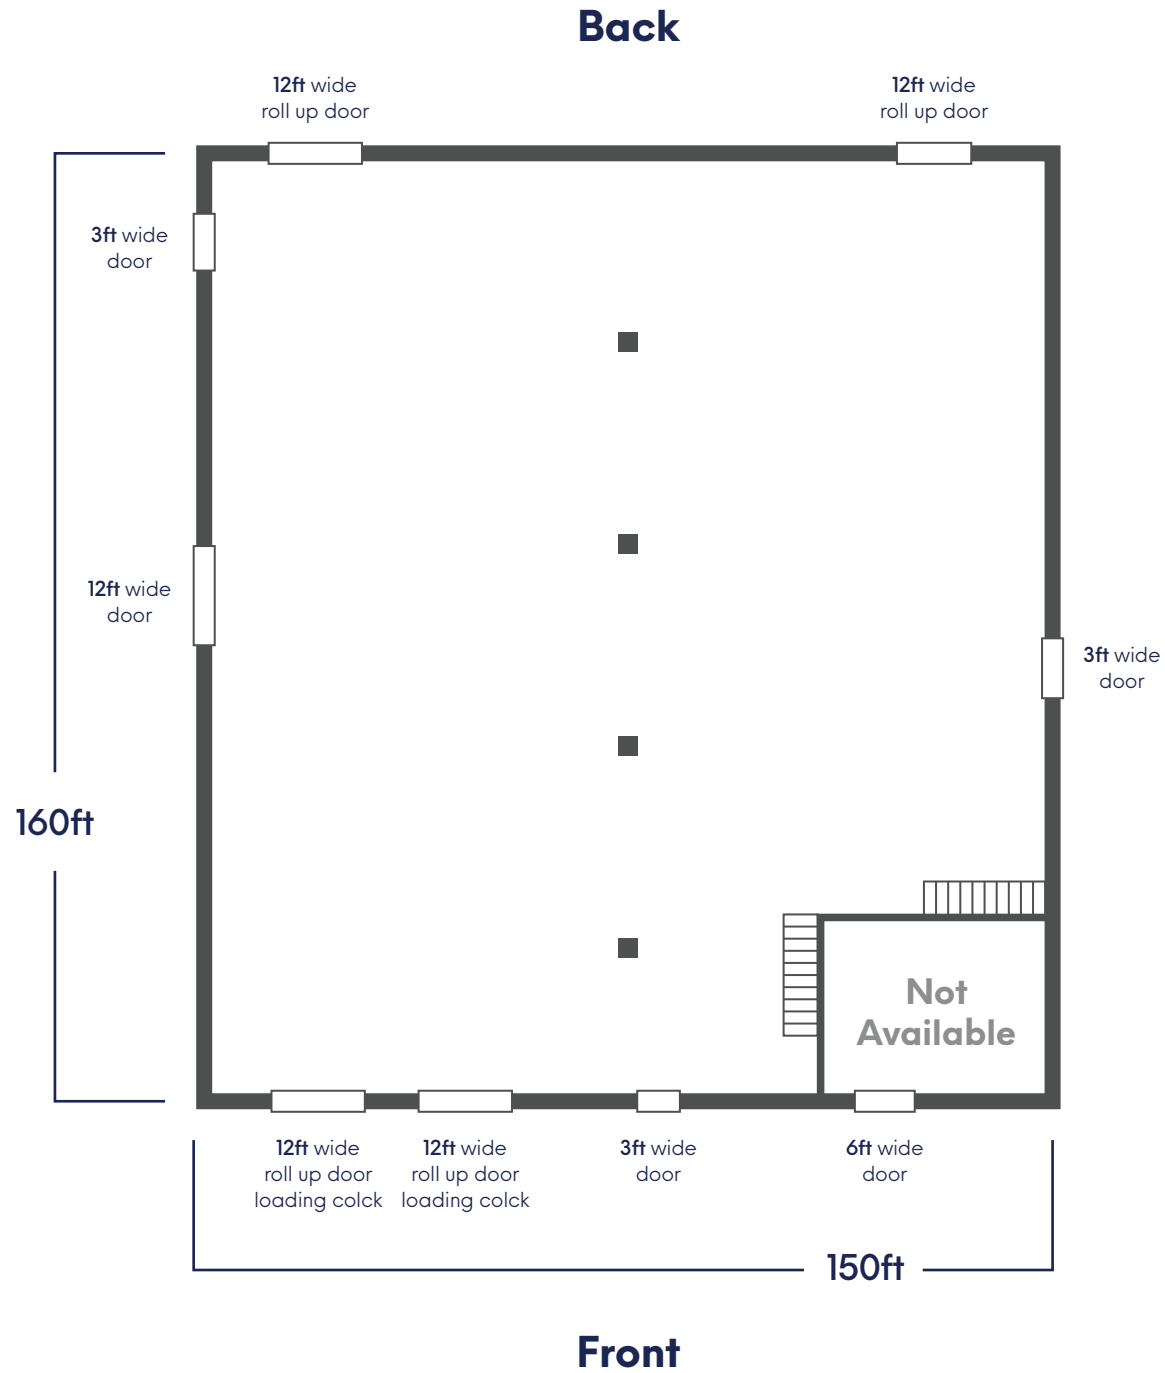 Back
12ft wide
roll up door
12ft wide
roll up door
3ft wide
door
12ft wide
door
3ft wide
door
160ft
Not
Available
12ft wide
roll up door
loading colck
12ft wide
roll up door
loading colck
3ft wide
door
6ft wide
door
150ft
Front